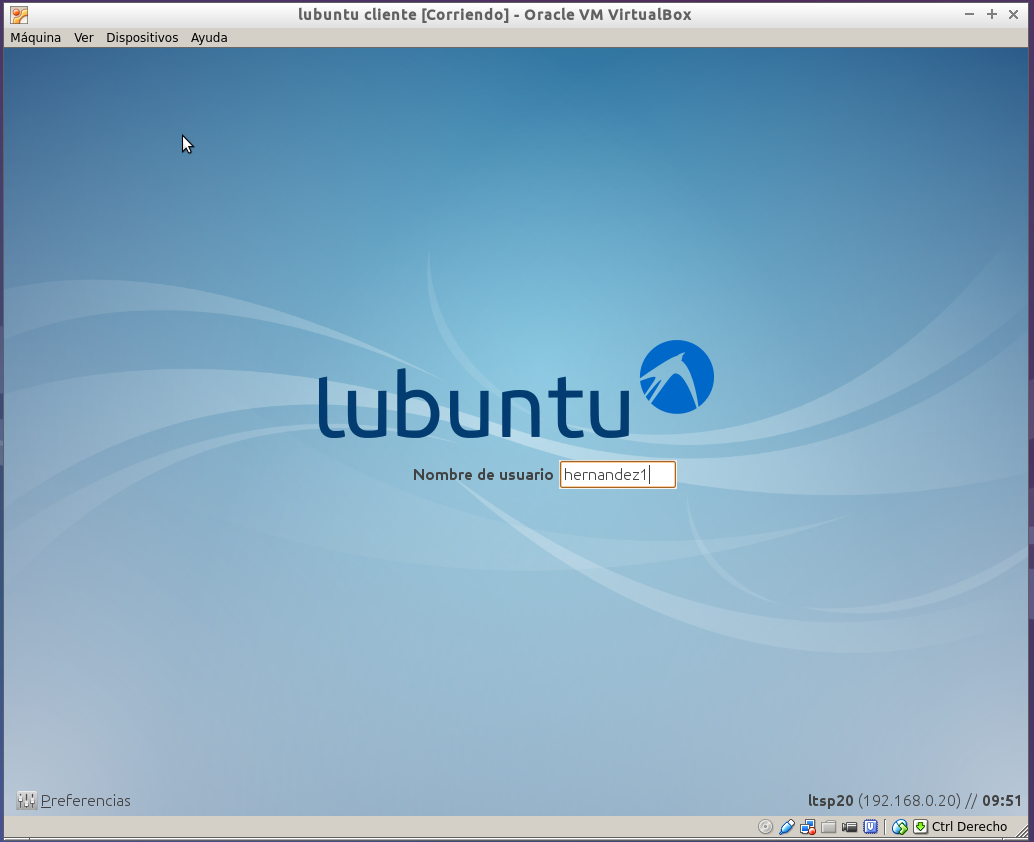 lubuntu cliente [Corriendo] - Oracle VM VirtualBox
Máquina Ver Dispositivos Ayuda
lubuntu
Nombre de usuario hernandez1
Preferencias ltsp20 (192.168.0.20) // 09:51
Ctrl Derecho